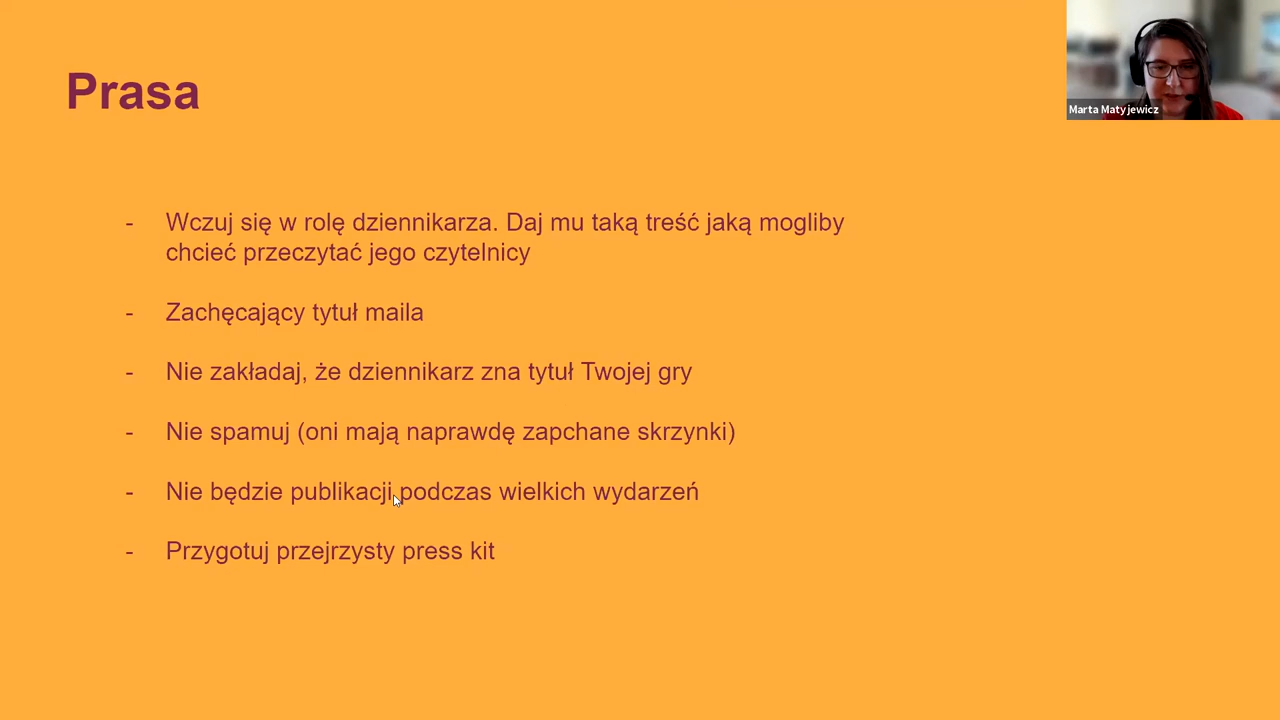 Prasa
Marta Matyjewicz
- Wczuj się w rolę dziennikarza. Daj mu taką treść jaką mogliby
chcieć przeczytać jego czytelnicy
- Zachęcający tytuł maila
- Nie zakładaj, że dziennikarz zna tytuł Twojej gry
- Nie spamuj (oni mają naprawdę zapchane skrzynki)
- Nie będzie publikacji podczas wielkich wydarzeń
- Przygotuj przejrzysty press kit